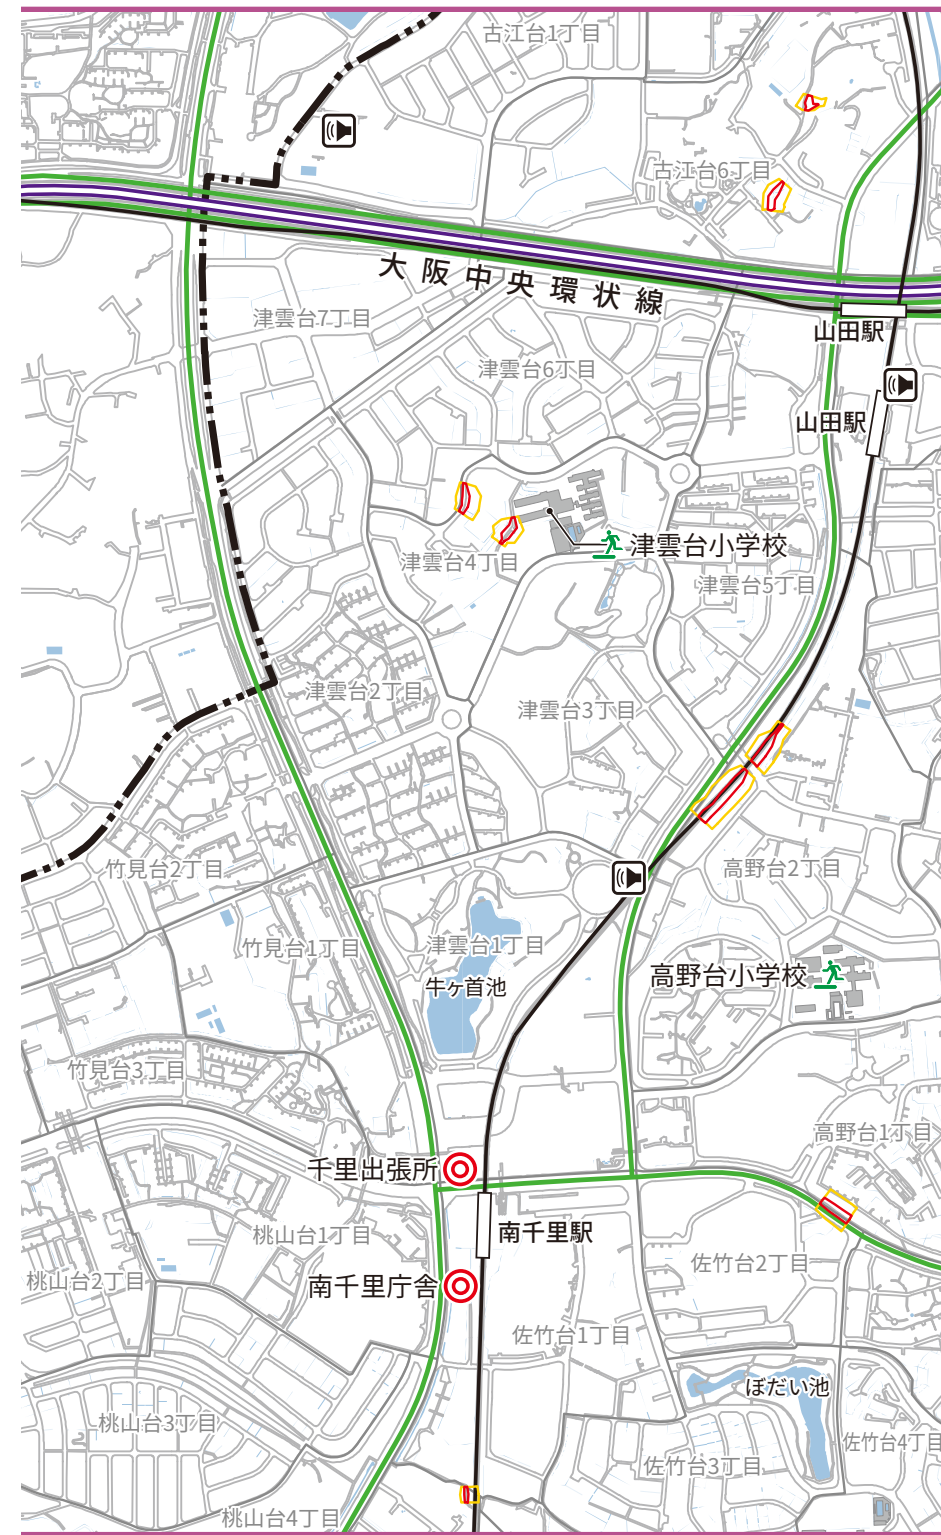 古江台1丁目
古江台6丁目
大阪中央環状線
津雲台7丁目
山田駅
津雲台6丁目
山田駅
津雲台小学校
津雲台4丁目
津雲台5丁目
津雲台2丁目
津雲台3丁目
竹見台2丁目
高野台2丁目
竹見台1丁目
津雲台1丁目
高野台小学校
牛ヶ首池
竹見台3丁目
高野台1丁目
千里出張所
桃山台1丁目
南千里駅
佐竹台2丁目
桃山台2丁目
南千里庁舎
佐竹台1丁目
ぼだい池
桃山台3丁目
佐竹台4丁目
佐竹台3丁目
桃山台4丁目